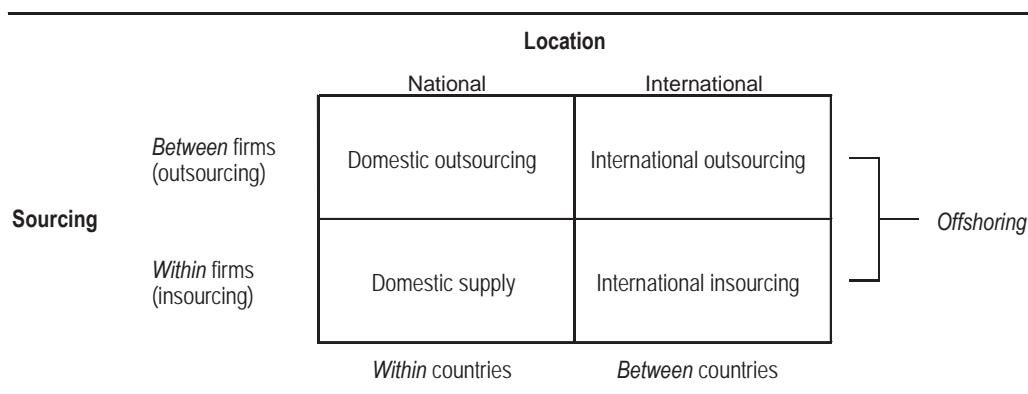 Location
National International
Between firms
(outsourcing)
Domestic outsourcing
International outsourcing
Sourcing
Offshoring
Within firms
(insourcing)
Domestic supply
International insourcing
Within countries Between countries